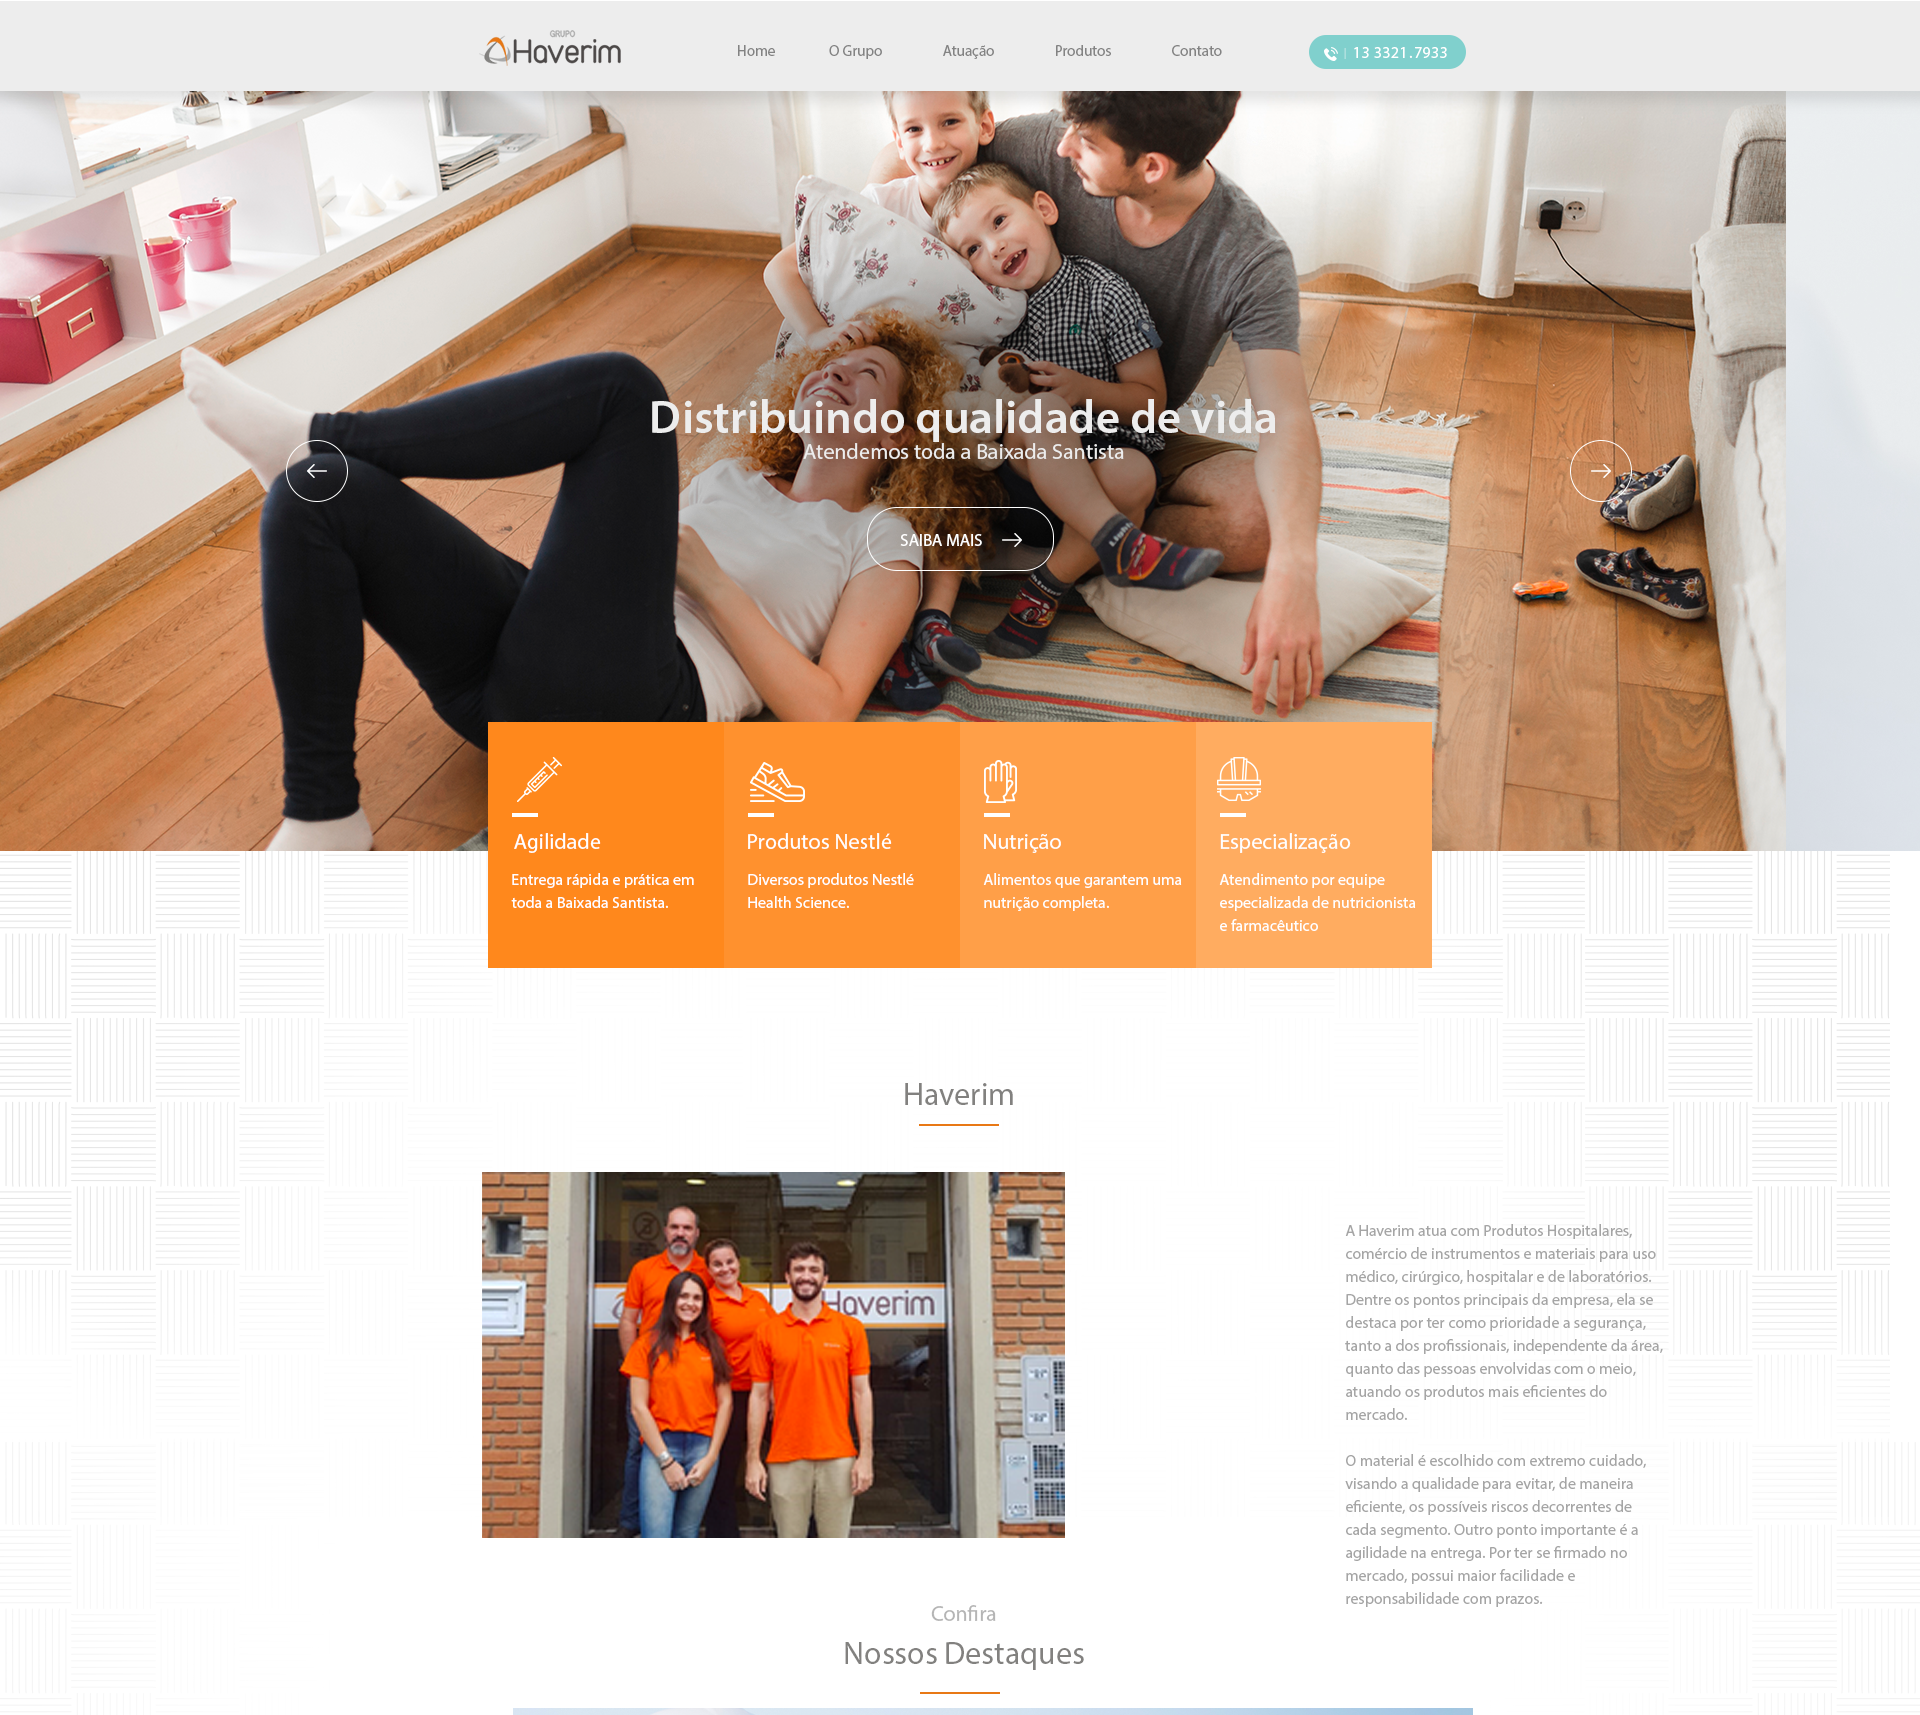 GRUPO
Haverim
Home
O Grupo
Atuação
Produtos
Contato
13 3321.7933
Distribuindo qualidade de vida
Atendemos toda a Baixada Santista
SAIBA MAIS
Agilidade
Entrega rápida e prática em
toda a Baixada Santista.
Produtos Nestlé
Diversos produtos Nestlé
Health Science.
Nutrição
Alimentos que garantem uma
nutrição completa.
Especialização
Atendimento por equipe
especializada de nutricionista
e farmacêutico
Haverim
Haverim
A Haverim atua com Produtos Hospitalares,
comércio de instrumentos e materiais para uso
médico, cirúrgico, hospitalar e de laboratórios.
Dentre os pontos principais da empresa, ela se
destaca por ter como prioridade a segurança,
tanto a dos profissionais, independente da área,
quanto das pessoas envolvidas com o meio,
atuando os produtos mais eficientes do
mercado.
O material é escolhido com extremo cuidado,
visando a qualidade para evitar, de maneira
eficiente, os possíveis riscos decorrentes de
cada segmento. Outro ponto importante é a
agilidade na entrega. Por ter se firmado no
mercado, possui maior facilidade e
responsabilidade com prazos.
Confira
Nossos Destaques